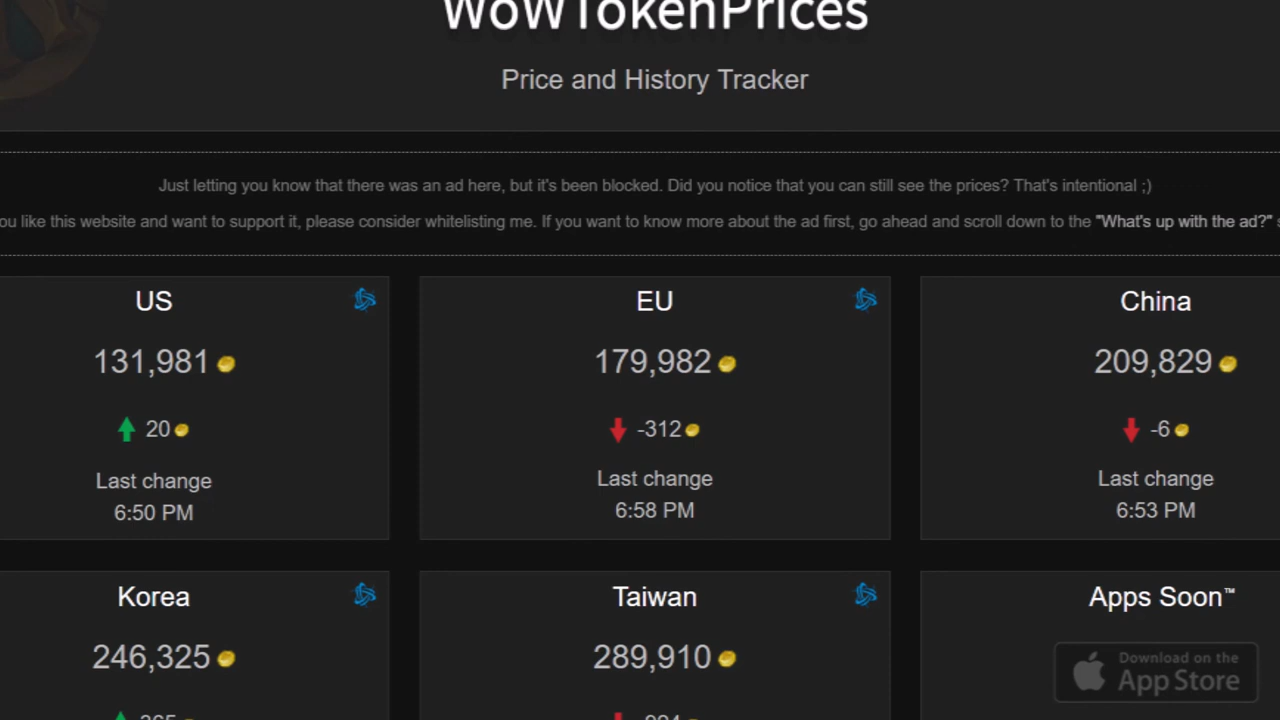 WoWTokenPrices
Price and History Tracker
Just letting you know that there was an ad here, but it's been blocked. Did you notice that you can still see the prices? That's intentional ;)
ou like this website and want to support it, please consider whitelisting me. If you want to know more about the ad first, go ahead and scroll down to the "What's up with the ad?" s
US
131,981
20
Last change
6:50 PM
EU
179,982
-312
Last change
6:58 PM
China
209,829
-6
Last change
6:53 PM
Korea
246,325
Taiwan
289,910
Apps Soon™
Download on the
App Store